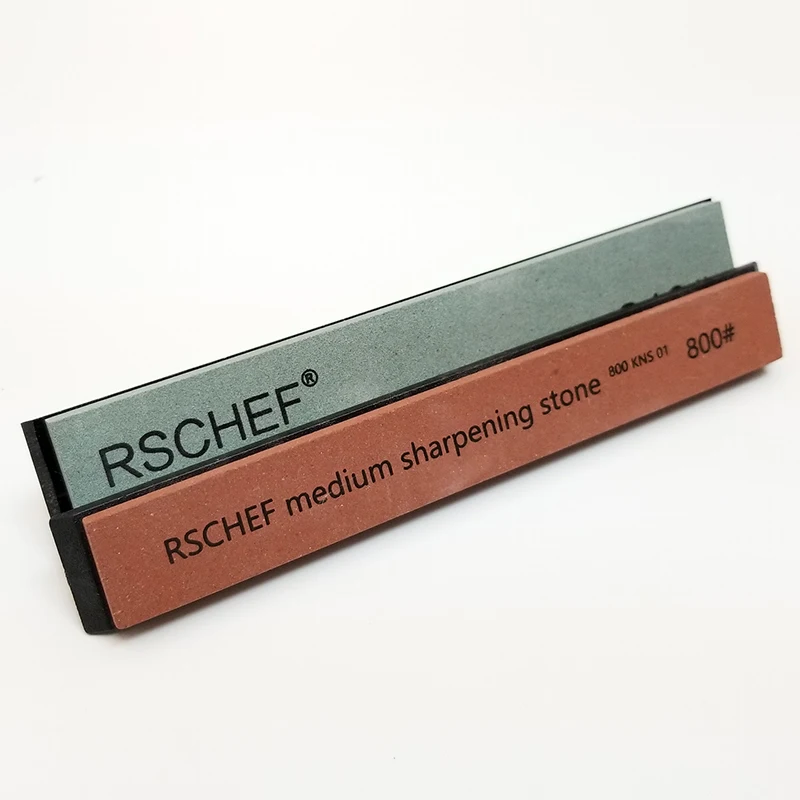 RSCHEF®
RSCHEF medium sharpening stone 800 KNS 01 800#